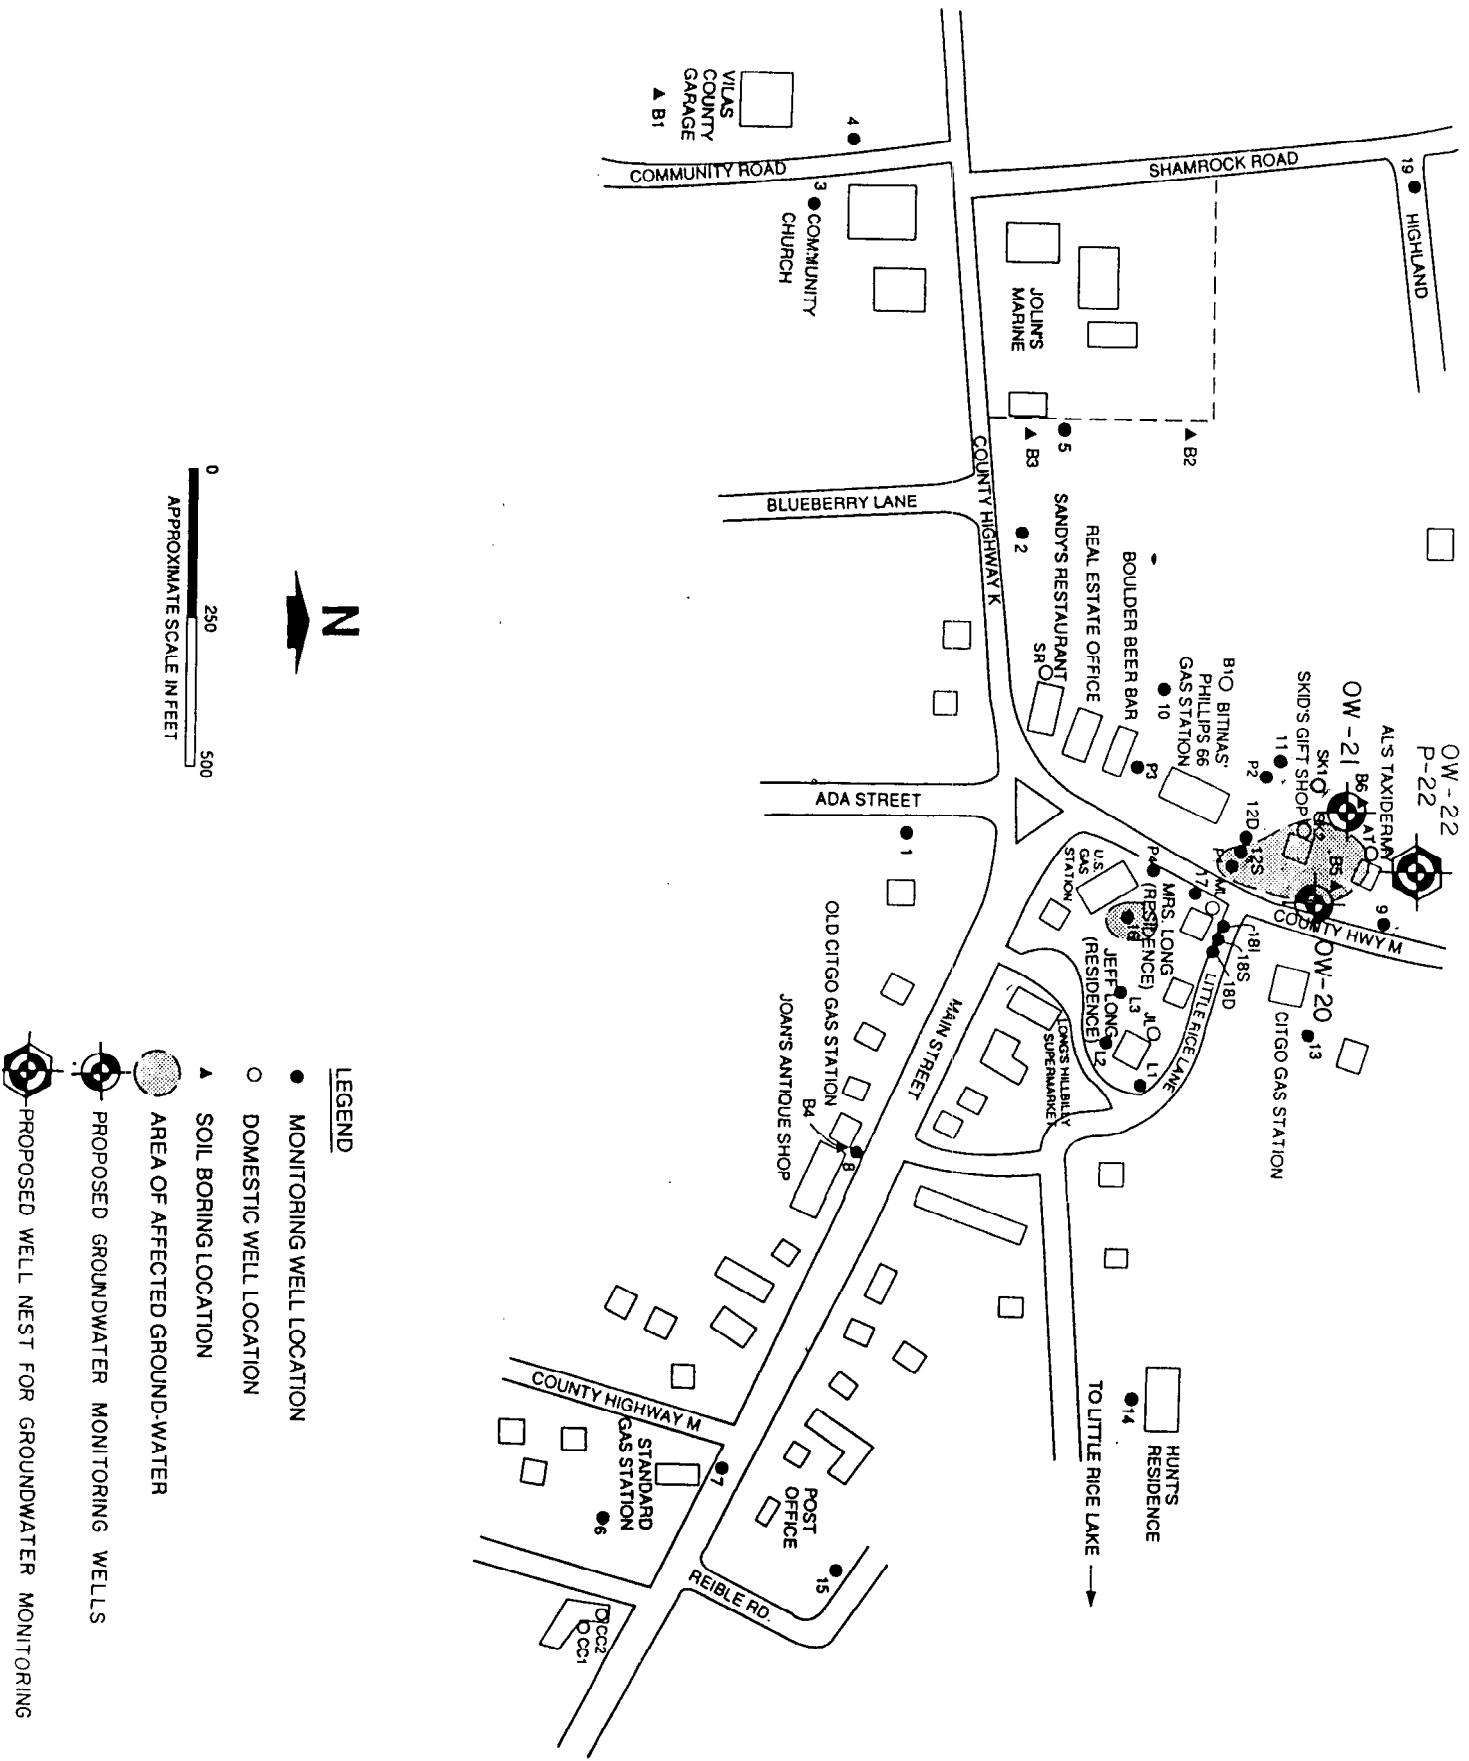 VILAS
COUNTY
GARAGE
B1
4
COMMUNITY ROAD
3
COMMUNITY
CHURCH
SHAMROCK ROAD
19
HIGHLAND
JOLIN'S
MARINE
5
B3
B2
COUNTY HIGHWAY K
BLUEBERRY LANE
2
SANDY'S RESTAURANT
SR
REAL ESTATE OFFICE
BOULDER BEER BAR
P3
10
B1
BITINAS'
PHILLIPS 66
GAS STATION
11
P2
SKID'S GIFT SHOP
SK1
SK2
OW-21
B6
AL'S TAXIDERMY
AT
OW-22
P-22
12D
12S
B5
9
COUNTY HWY M
OW-20
ADA STREET
1
U.S.
GAS
STATION
P4
17
ML
MRS. LONG
(RESIDENCE)
16
18I
18S
18D
JEFF LONG
(RESIDENCE)
L3
JL
L2
L1
LITTLE RICE LANE
CITGO GAS STATION
13
LONG'S HILLBILLY
SUPERMARKET
MAIN STREET
OLD CITGO GAS STATION
JOAN'S ANTIQUE SHOP
B4
8
COUNTY HIGHWAY M
STANDARD
GAS STATION
7
6
POST
OFFICE
15
REIBLE RD.
CC2
CC1
14
HUNT'S
RESIDENCE
TO LITTLE RICE LAKE
N
0
250
500
APPROXIMATE SCALE IN FEET
LEGEND
MONITORING WELL LOCATION
DOMESTIC WELL LOCATION
SOIL BORING LOCATION
AREA OF AFFECTED GROUND-WATER
PROPOSED GROUNDWATER MONITORING WELLS
PROPOSED WELL NEST FOR GROUNDWATER MONITORING